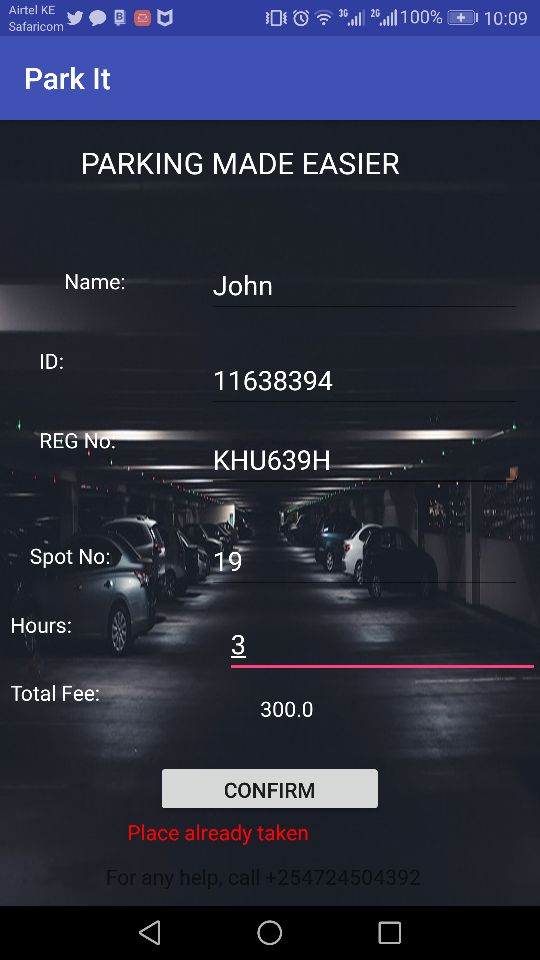 Airtel KE
Safaricom
3G
2G
100%
10:09
Park It
PARKING MADE EASIER
Name:
John
ID:
11638394
REG No:
KHU639H
Spot No:
19
Hours:
3
Total Fee:
300.0
CONFIRM
Place already taken
For any help, call +254724504392